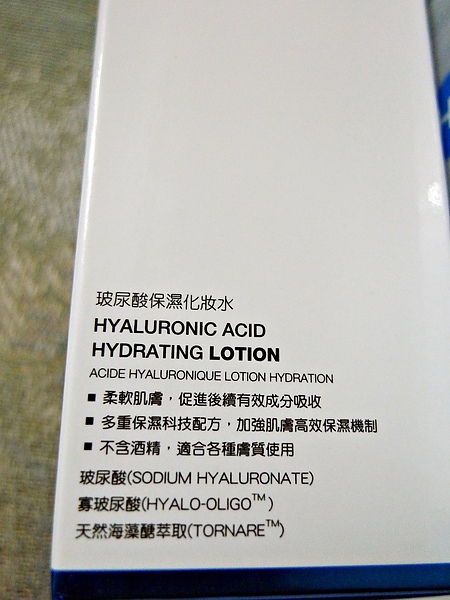 玻尿酸保濕化妝水
HYALURONIC ACID
HYDRATING LOTION
ACIDE HYALURONIQUE LOTION HYDRATION
■ 柔軟肌膚，促進後續有效成分吸收
■ 多重保濕科技配方，加強肌膚高效保濕機制
■ 不含酒精，適合各種膚質使用
玻尿酸(SODIUM HYALURONATE)
寡玻尿酸(HYALO-OLIGO™)
天然海藻醣萃取(TORNARE™)